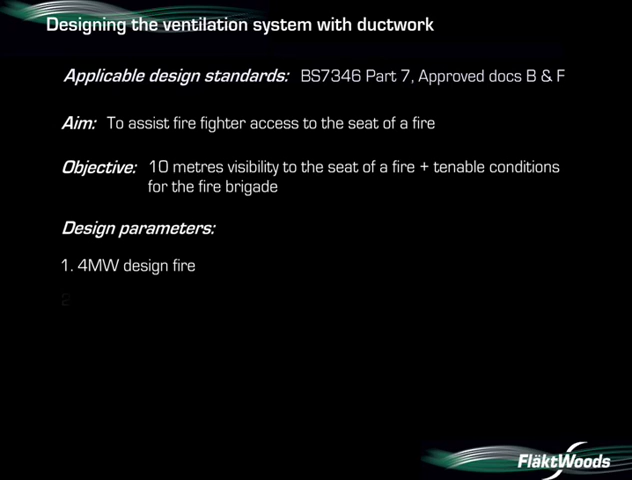 Designing the ventilation system with ductwork
Applicable design standards: BS7346 Part 7, Approved docs B & F
Aim: To assist fire fighter access to the seat of a fire
Objective: 10 metres visibility to the seat of a fire + tenable conditions
for the fire brigade
Design parameters:
1. 4MW design fire
2
FläktWoods